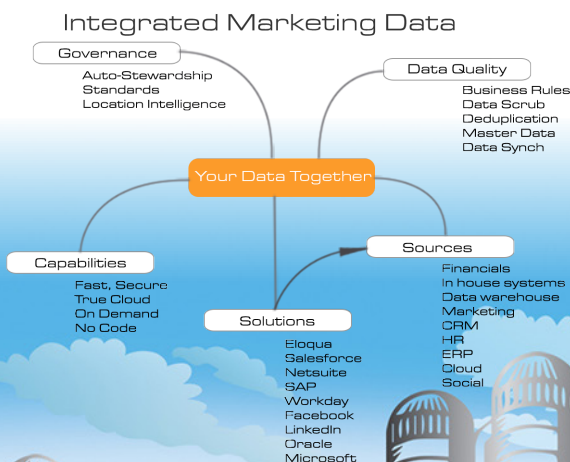 Integrated Marketing Data
Governance
Auto-Stewardship
Standards
Location Intelligence
Data Quality
Business Rules
Data Scrub
Deduplication
Master Data
Data Synch
Your Data Together
Capabilities
Fast, Secure
True Cloud
On Demand
No Code
Solutions
Eloqua
Salesforce
Netsuite
SAP
Workday
Facebook
LinkedIn
Oracle
Microsoft
Sources
Financials
In house systems
Data warehouse
Marketing
CRM
HR
ERP
Cloud
Social